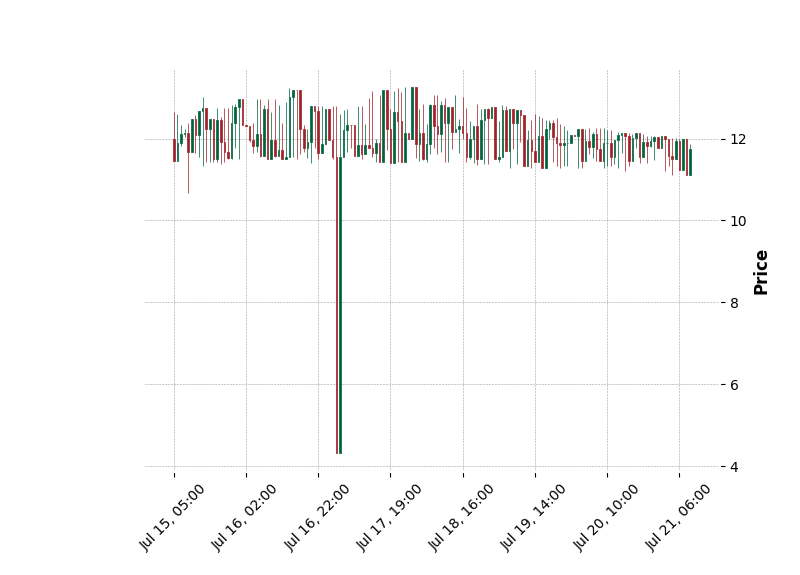 12
10
8
6
4
Price
Jul 15, 05:00
Jul 16, 02:00
Jul 16, 22:00
Jul 17, 19:00
Jul 18, 16:00
Jul 19, 14:00
Jul 20, 10:00
Jul 21, 06:00